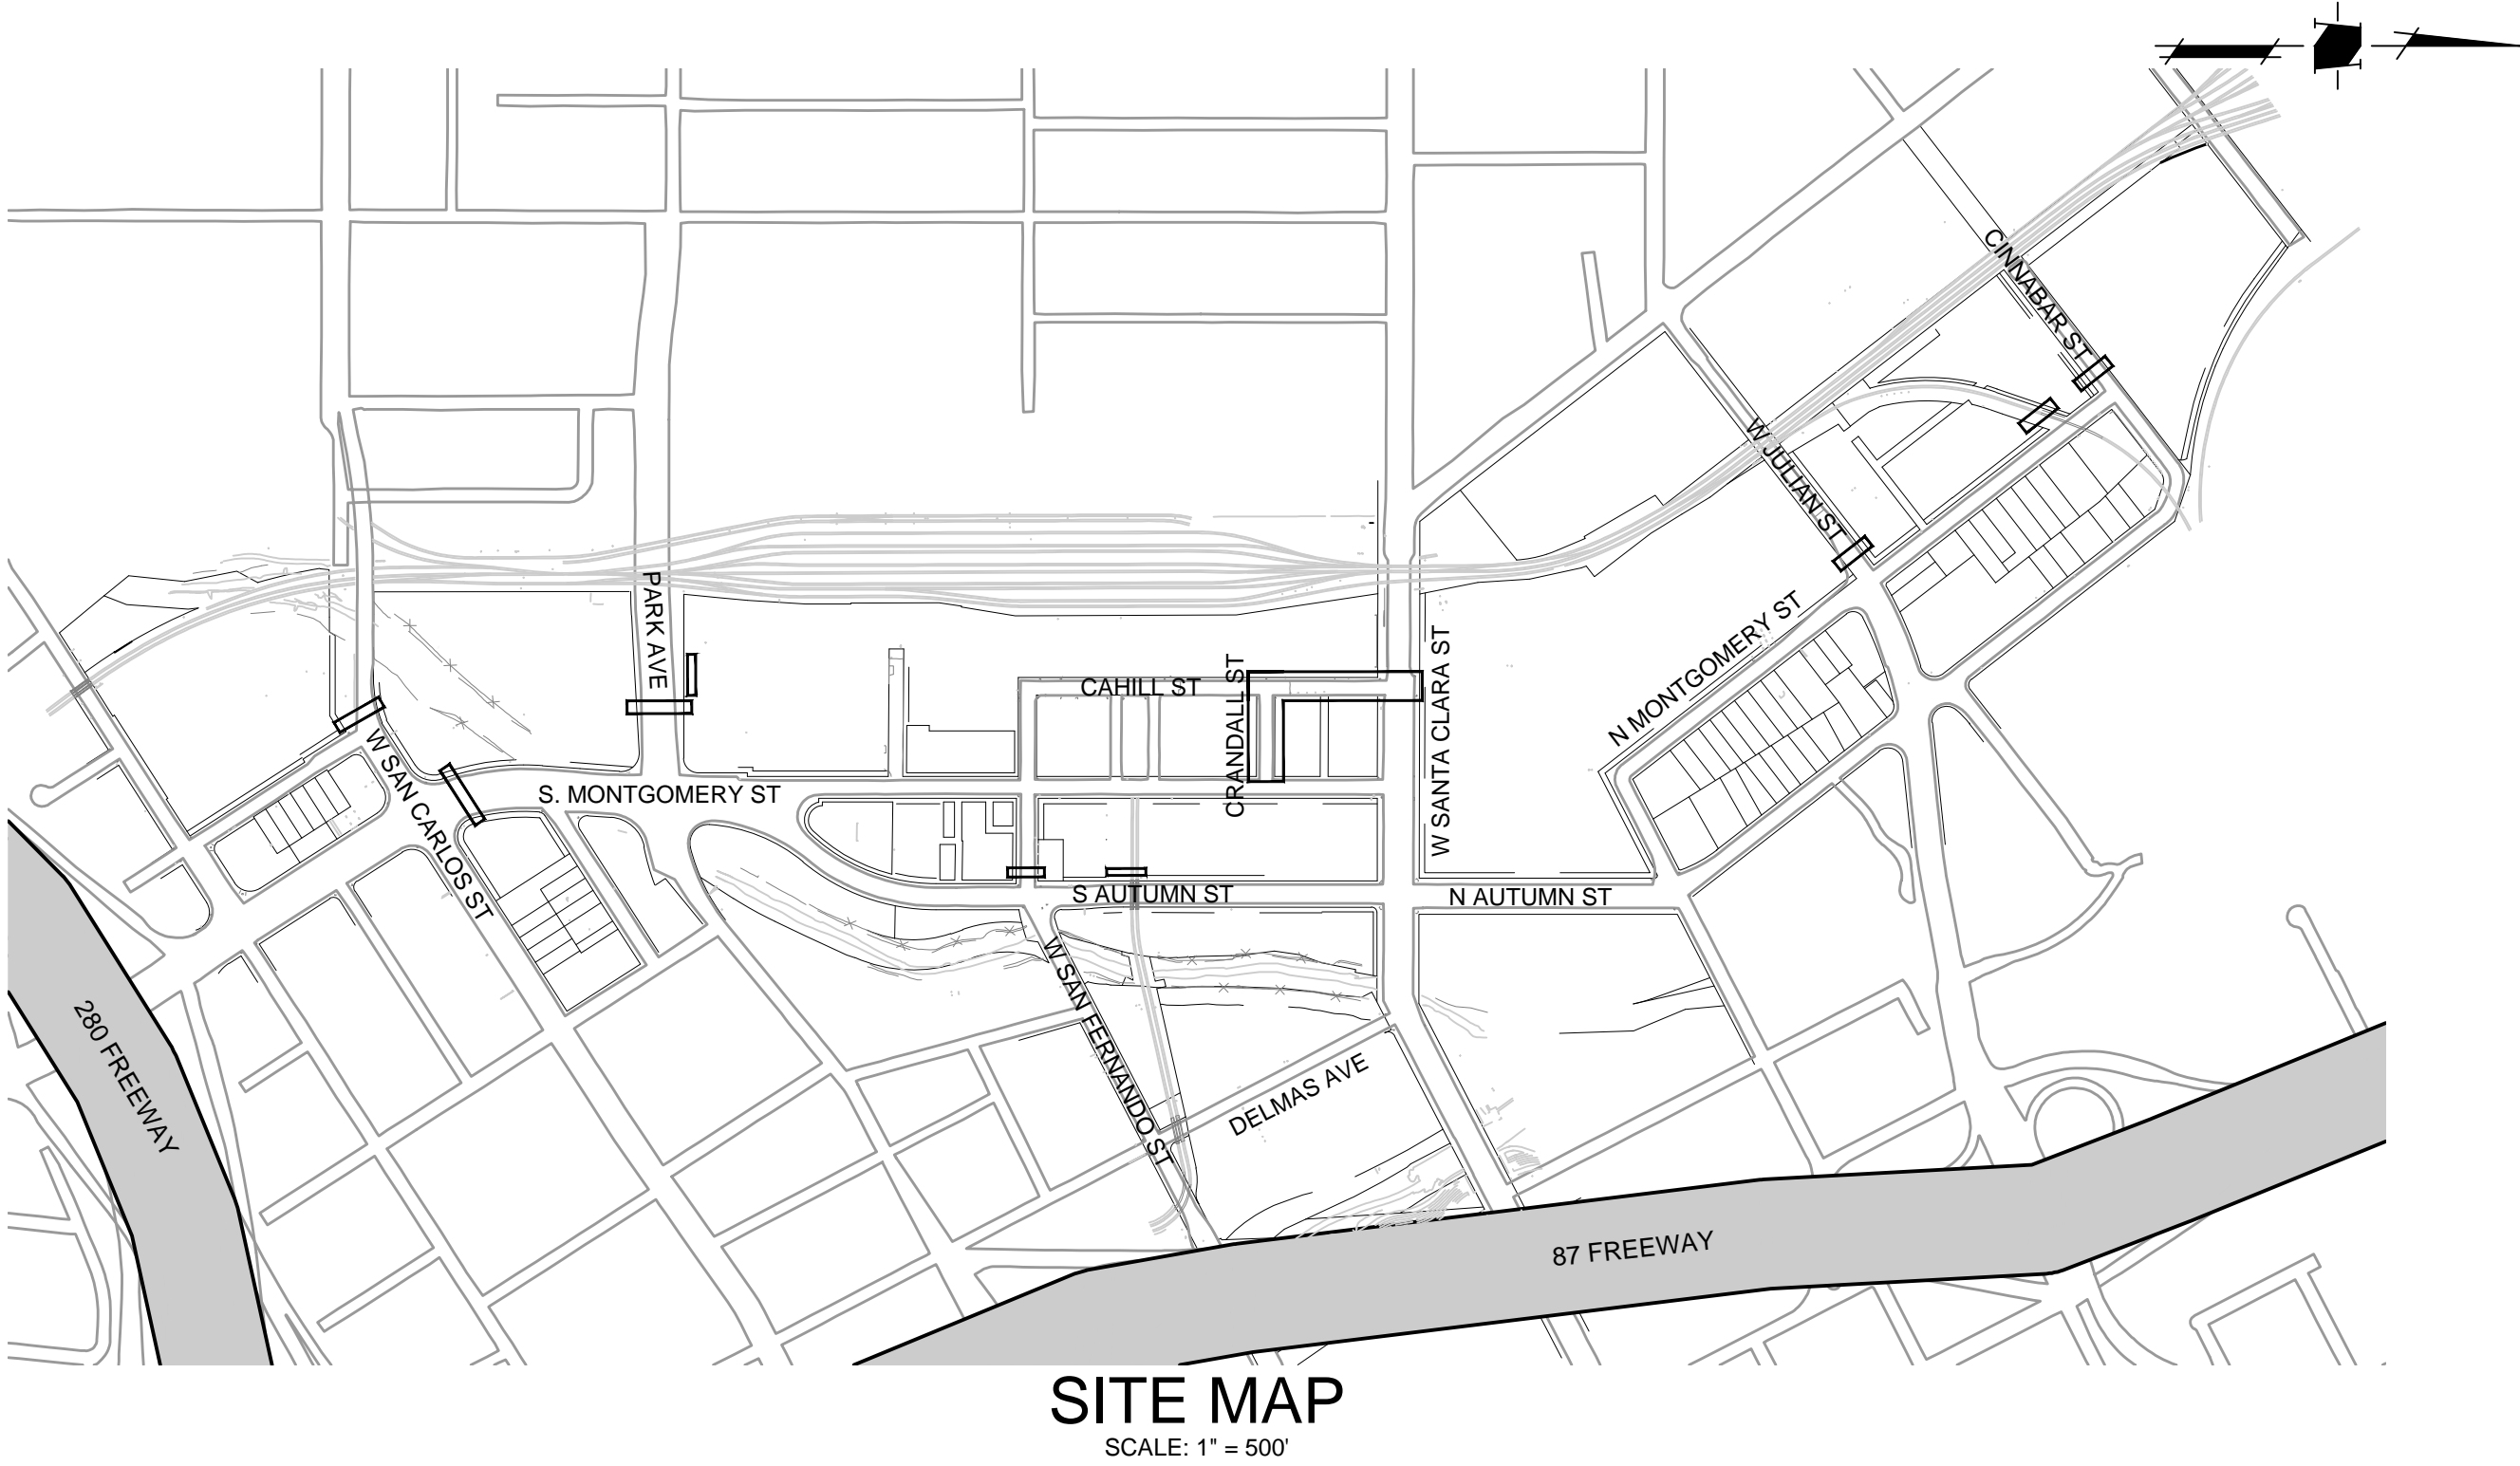 CINNABAR ST
W JULIAN ST
PARK AVE
N MONTGOMERY ST
W SANTA CLARA ST
CAHILL ST
CRANDALL ST
W SAN CARLOS ST
S. MONTGOMERY ST
S AUTUMN ST
N AUTUMN ST
W SAN FERNANDO ST
280 FREEWAY
DELMAS AVE
87 FREEWAY
SITE MAP
SCALE: 1" = 500'